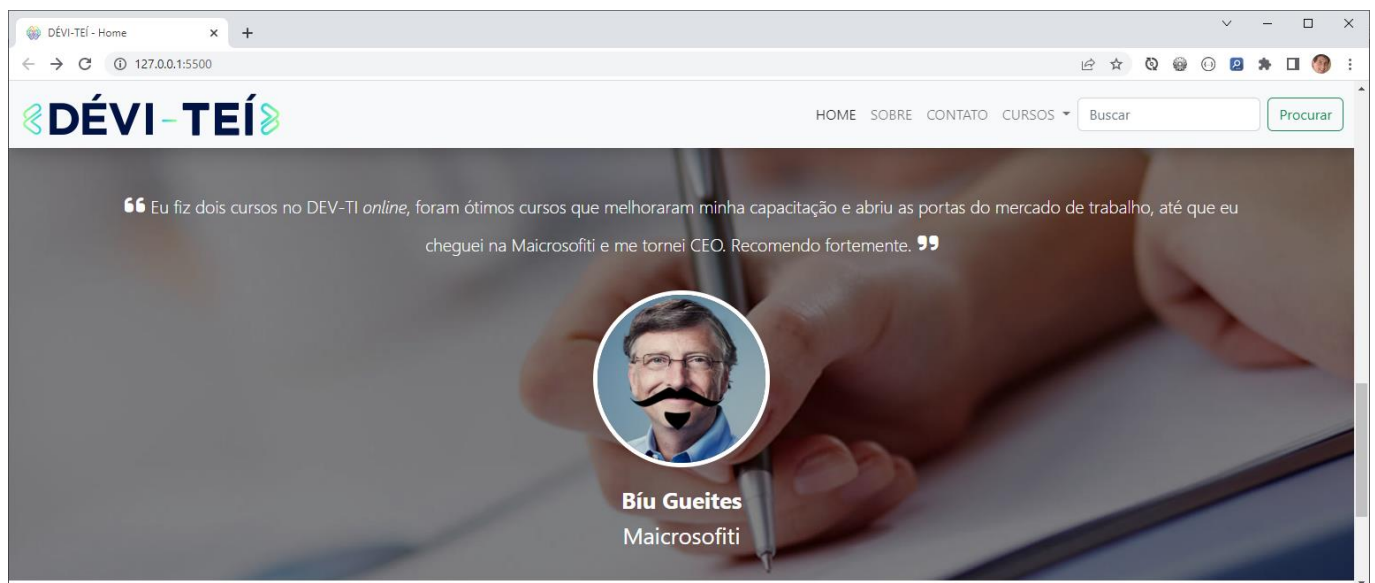 DÉVI-TEÍ - Home
127.0.0.1:5500
DÉVI-TEÍ
HOME SOBRE CONTATO CURSOS Buscar Procurar
❝ Eu fiz dois cursos no DEV-TI online, foram ótimos cursos que melhoraram minha capacitação e abriu as portas do mercado de trabalho, até que eu
cheguei na Maicrosofiti e me tornei CEO. Recomendo fortemente. ❞
Bíu Gueites
Maicrosofiti